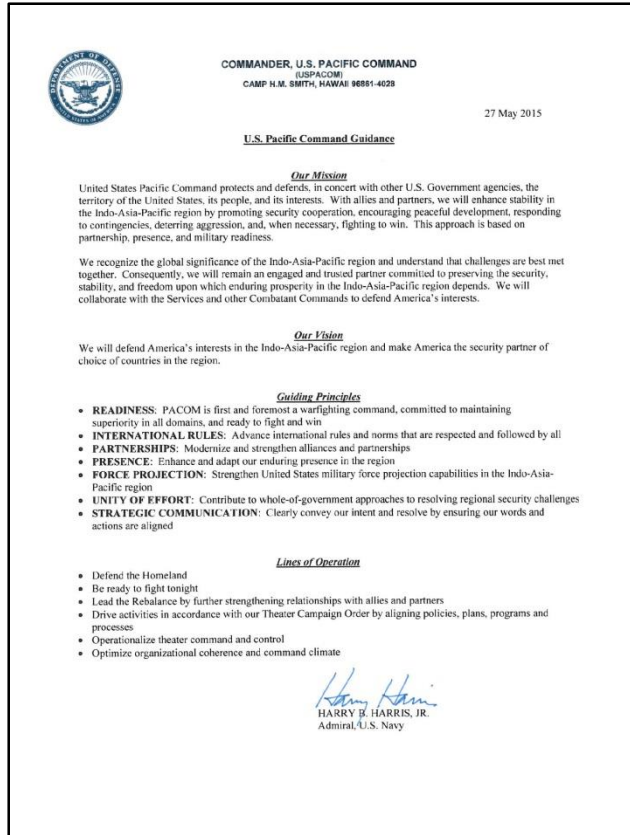 COMMANDER, U.S. PACIFIC COMMAND
(USPACOM)
CAMP H.M. SMITH, HAWAII 96861-4028
27 May 2015
U.S. Pacific Command Guidance
Our Mission
United States Pacific Command protects and defends, in concert with other U.S. Government agencies, the
territory of the United States, its people, and its interests. With allies and partners, we will enhance stability in
the Indo-Asia-Pacific region by promoting security cooperation, encouraging peaceful development, responding
to contingencies, deterring aggression, and, when necessary, fighting to win. This approach is based on
partnership, presence, and military readiness.
We recognize the global significance of the Indo-Asia-Pacific region and understand that challenges are best met
together. Consequently, we will remain an engaged and trusted partner committed to preserving the security,
stability, and freedom upon which enduring prosperity in the Indo-Asia-Pacific region depends. We will
collaborate with the Services and other Combatant Commands to defend America's interests.
Our Vision
We will defend America's interests in the Indo-Asia-Pacific region and make America the security partner of
choice of countries in the region.
Guiding Principles
• READINESS: PACOM is first and foremost a warfighting command, committed to maintaining
superiority in all domains, and ready to fight and win
• INTERNATIONAL RULES: Advance international rules and norms that are respected and followed by all
• PARTNERSHIPS: Modernize and strengthen alliances and partnerships
• PRESENCE: Enhance and adapt our enduring presence in the region
• FORCE PROJECTION: Strengthen United States military force projection capabilities in the Indo-Asia-
Pacific region
• UNITY OF EFFORT: Contribute to whole-of-government approaches to resolving regional security challenges
• STRATEGIC COMMUNICATION: Clearly convey our intent and resolve by ensuring our words and
actions are aligned
Lines of Operation
• Defend the Homeland
• Be ready to fight tonight
• Lead the Rebalance by further strengthening relationships with allies and partners
• Drive activities in accordance with our Theater Campaign Order by aligning policies, plans, programs and
processes
• Operationalize theater command and control
• Optimize organizational coherence and command climate
Harry Harris
HARRY B. HARRIS, JR.
Admiral, U.S. Navy
DEPARTMENT OF DEFENSE
UNITED STATES OF AMERICA